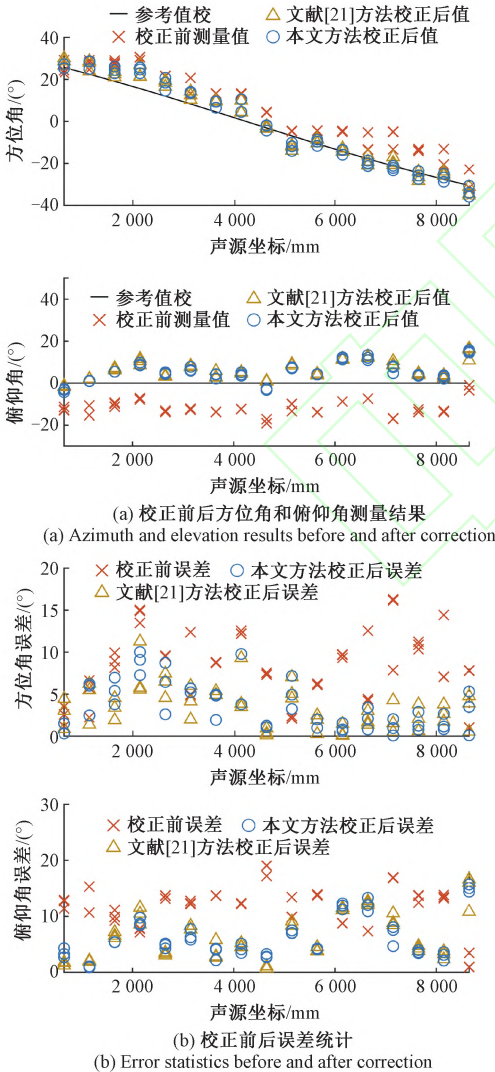 参考值校
文献[21]方法校正后值
校正前测量值
本文方法校正后值
40
20
0
−20
−40
方位角/(°)
2 000
4 000
6 000
8 000
声源坐标/mm
参考值校
文献[21]方法校正后值
校正前测量值
本文方法校正后值
40
20
0
−20
俯仰角/(°)
2 000
4 000
6 000
8 000
声源坐标/mm
(a) 校正前后方位角和俯仰角测量结果
(a) Azimuth and elevation results before and after correction
校正前误差
本文方法校正后误差
文献[21]方法校正后误差
20
15
10
5
0
方位角误差/(°)
2 000
4 000
6 000
8 000
声源坐标/mm
校正前误差
本文方法校正后误差
文献[21]方法校正后误差
30
20
10
0
俯仰角误差/(°)
2 000
4 000
6 000
8 000
声源坐标/mm
(b) 校正前后误差统计
(b) Error statistics before and after correction